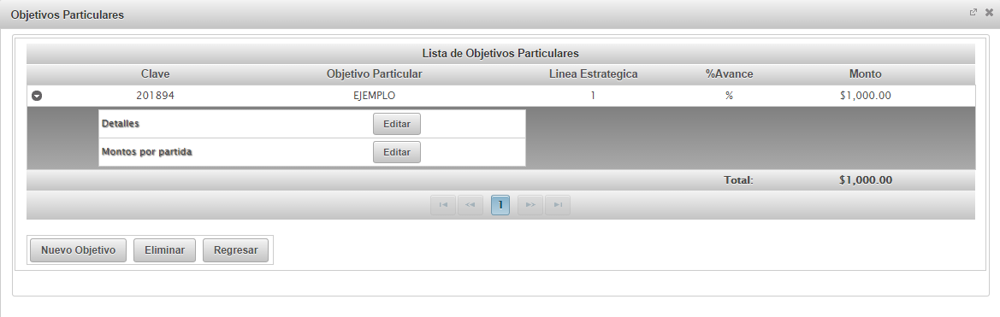 Objetivos Particulares
Lista de Objetivos Particulares
Clave Objetivo Particular Linea Estrategica %Avance Monto
201894 EJEMPLO 1 % $1,000.00
Detalles Editar
Montos por partida Editar
Total: $1,000.00
1
Nuevo Objetivo Eliminar Regresar